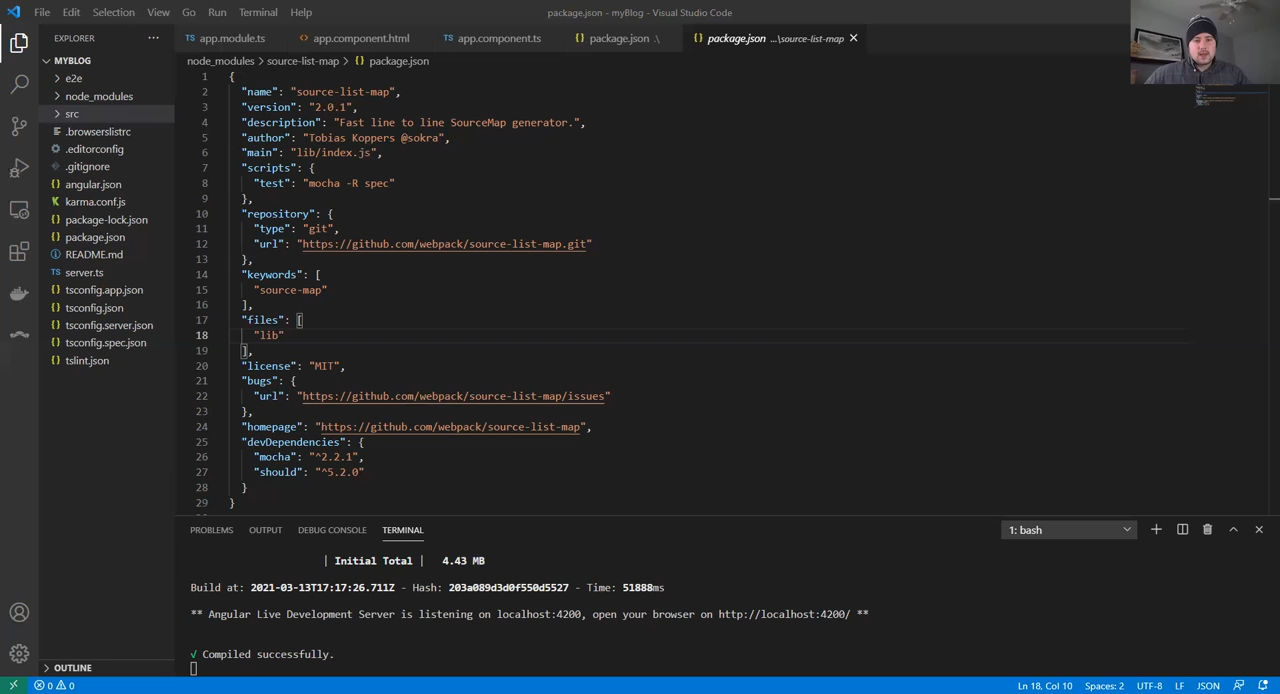 File Edit Selection View Go Run Terminal Help
package.json - myBlog - Visual Studio Code
EXPLORER
MYBLOG
e2e
node_modules
src
.browserslistrc
.editorconfig
.gitignore
angular.json
karma.conf.js
package-lock.json
package.json
README.md
server.ts
tsconfig.app.json
tsconfig.json
tsconfig.server.json
tsconfig.spec.json
tslint.json
OUTLINE
TS app.module.ts <> app.component.html TS app.component.ts {} package.json .\ {} package.json ...\source-list-map
node_modules > source-list-map > {} package.json
1 {
2 "name": "source-list-map",
3 "version": "2.0.1",
4 "description": "Fast line to line SourceMap generator.",
5 "author": "Tobias Koppers @sokra",
6 "main": "lib/index.js",
7 "scripts": {
8 "test": "mocha -R spec"
9 },
10 "repository": {
11 "type": "git",
12 "url": "https://github.com/webpack/source-list-map.git"
13 },
14 "keywords": [
15 "source-map"
16 ],
17 "files": [
18 "lib"
19 ],
20 "license": "MIT",
21 "bugs": {
22 "url": "https://github.com/webpack/source-list-map/issues"
23 },
24 "homepage": "https://github.com/webpack/source-list-map",
25 "devDependencies": {
26 "mocha": "^2.2.1",
27 "should": "^5.2.0"
28 }
29 }
PROBLEMS OUTPUT DEBUG CONSOLE TERMINAL 1: bash
| Initial Total | 4.43 MB
Build at: 2021-03-13T17:17:26.711Z - Hash: 203a089d3d0f550d5527 - Time: 51888ms
** Angular Live Development Server is listening on localhost:4200, open your browser on http://localhost:4200/ **
√ Compiled successfully.
0 0 Ln 18, Col 10 Spaces: 2 UTF-8 LF JSON